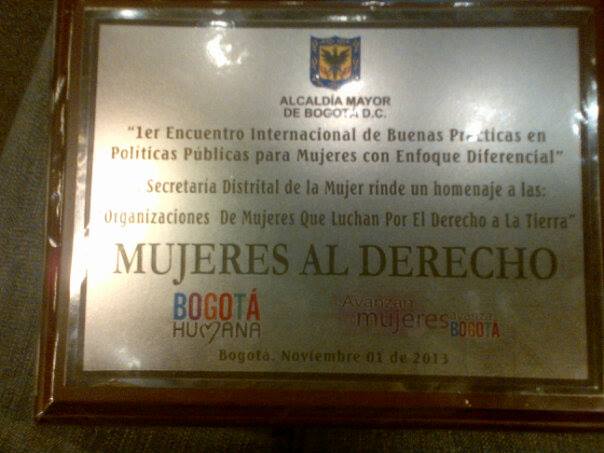 ALCALDÍA MAYOR
DE BOGOTÁ D.C.
"1er Encuentro Internacional de Buenas Prácticas en
Políticas Públicas para Mujeres con Enfoque Diferencial"
Secretaría Distrital de la Mujer rinde un homenaje a las:
Organizaciones De Mujeres Que Luchan Por El Derecho a La Tierra"
MUJERES AL DERECHO
BOGOTÁ
HUMANA
Avanzan
mujeres avanza
BOGOTÁ
Bogotá, Noviembre 01 de 2013